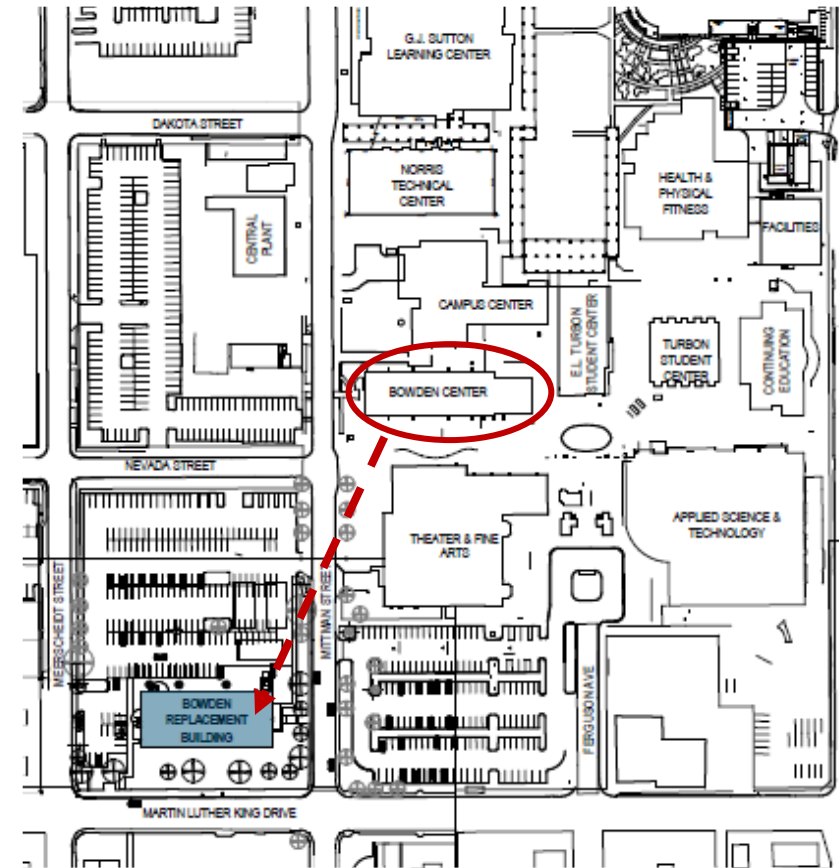 G.J. SUTTON
LEARNING CENTER
DAKOTA STREET
NORRIS
TECHNICAL
CENTER
HEALTH &
PHYSICAL
FITNESS
CENTRAL
PLANT
FACILITIES
CAMPUS CENTER
E.L. TURBON
STUDENT CENTER
TURBON
STUDENT
CENTER
CONTINUING
EDUCATION
BOWDEN CENTER
NEVADA STREET
THEATER & FINE
ARTS
APPLIED SCIENCE &
TECHNOLOGY
MEERSCHEIDT STREET
MITTMAN STREET
FERGUSON AVE
BOWDEN
REPLACEMENT
BUILDING
MARTIN LUTHER KING DRIVE